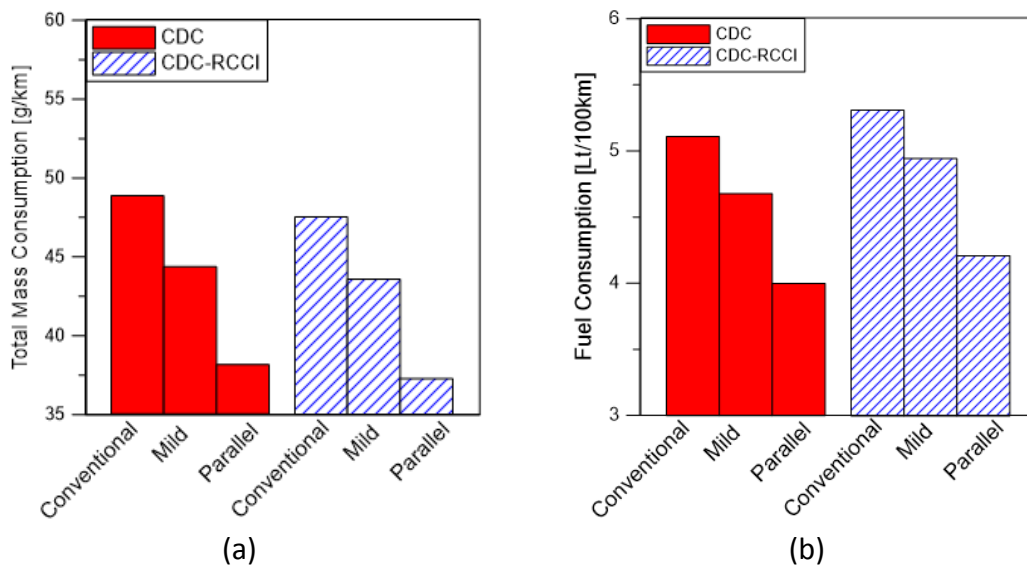 Total Mass Consumption [g/km]
60
55
50
45
40
35
CDC
CDC-RCCI
Conventional
Mild
Parallel
Conventional
Mild
Parallel
(a)
Fuel Consumption [Lt/100km]
6
5
4
3
CDC
CDC-RCCI
Conventional
Mild
Parallel
Conventional
Mild
Parallel
(b)